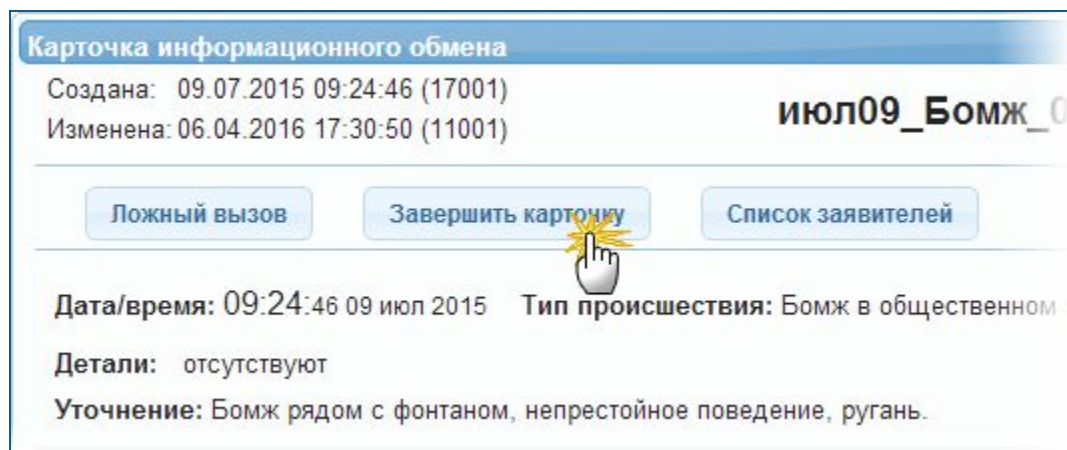 Карточка информационного обмена
Создана: 09.07.2015 09:24:46 (17001)
Изменена: 06.04.2016 17:30:50 (11001)
июл09_Бомж_0
Ложный вызов Завершить карточку Список заявителей
Дата/время: 09:24:46 09 июл 2015 Тип происшествия: Бомж в общественном
Детали: отсутствуют
Уточнение: Бомж рядом с фонтаном, непрестойное поведение, ругань.